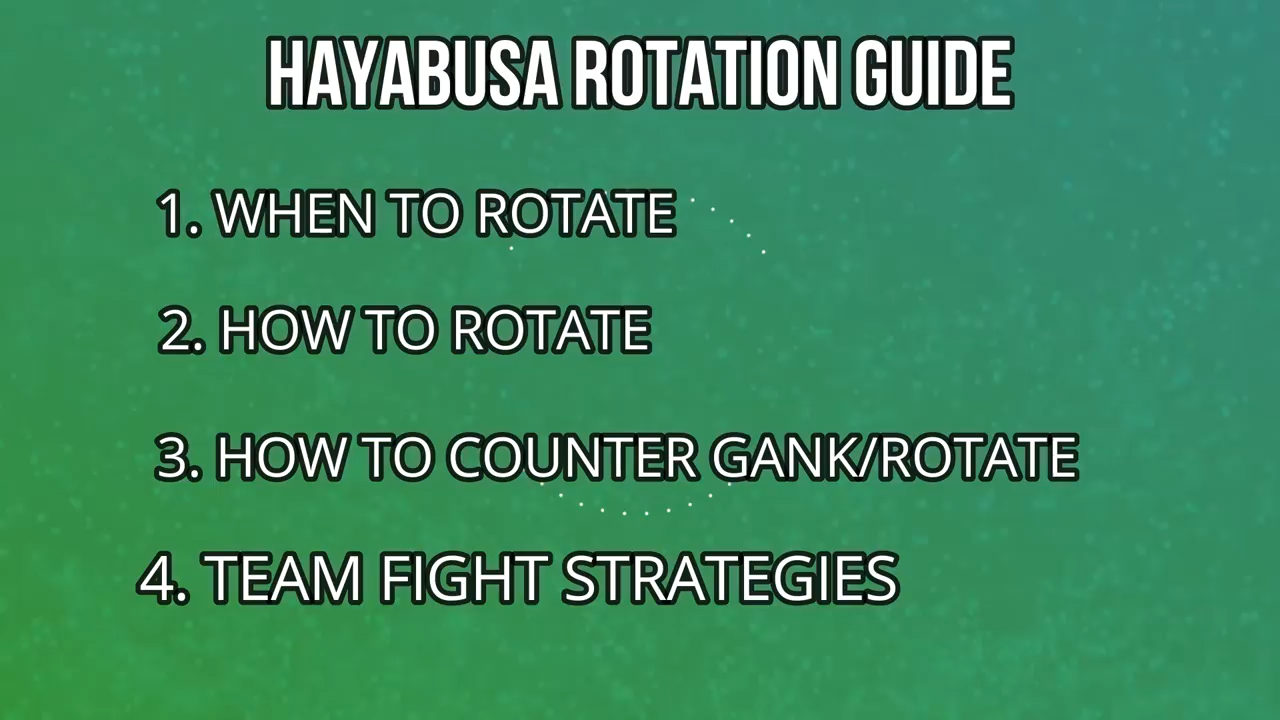 HAYABUSA ROTATION GUIDE
1. WHEN TO ROTATE
2. HOW TO ROTATE
3. HOW TO COUNTER GANK/ROTATE
4. TEAM FIGHT STRATEGIES